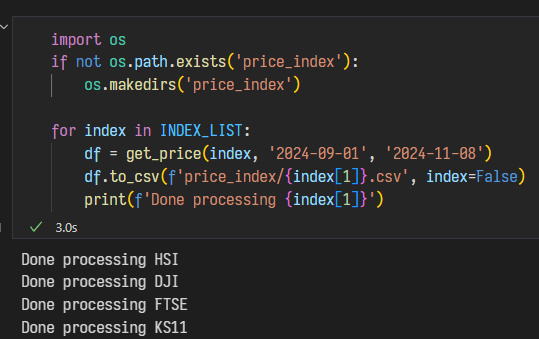 import os
if not os.path.exists('price_index'):
    os.makedirs('price_index')
for index in INDEX_LIST:
    df = get_price(index, '2024-09-01', '2024-11-08')
    df.to_csv(f'price_index/{index[1]}.csv', index=False)
    print(f'Done processing {index[1]}')
3.0s
Done processing HSI
Done processing DJI
Done processing FTSE
Done processing KS11